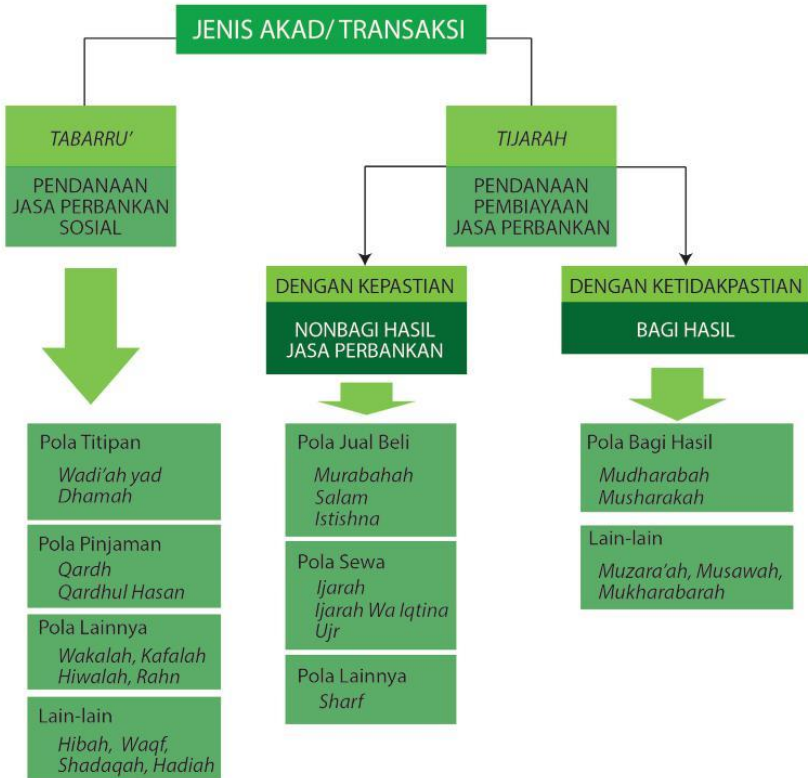 JENIS AKAD/ TRANSAKSI
TABARRU'
PENDANAAN
JASA PERBANKAN
SOSIAL
TIJARAH
PENDANAAN
PEMBIAYAAN
JASA PERBANKAN
DENGAN KEPASTIAN
NONBAGI HASIL
JASA PERBANKAN
DENGAN KETIDAKPASTIAN
BAGI HASIL
Pola Titipan
Wadi'ah yad
Dhamah
Pola Pinjaman
Qardh
Qardhul Hasan
Pola Lainnya
Wakalah, Kafalah
Hiwalah, Rahn
Lain-lain
Hibah, Waqf,
Shadaqah, Hadiah
Pola Jual Beli
Murabahah
Salam
Istishna
Pola Sewa
Ijarah
Ijarah Wa Iqtina
Ujr
Pola Lainnya
Sharf
Pola Bagi Hasil
Mudharabah
Musharakah
Lain-lain
Muzara'ah, Musawah,
Mukharabarah